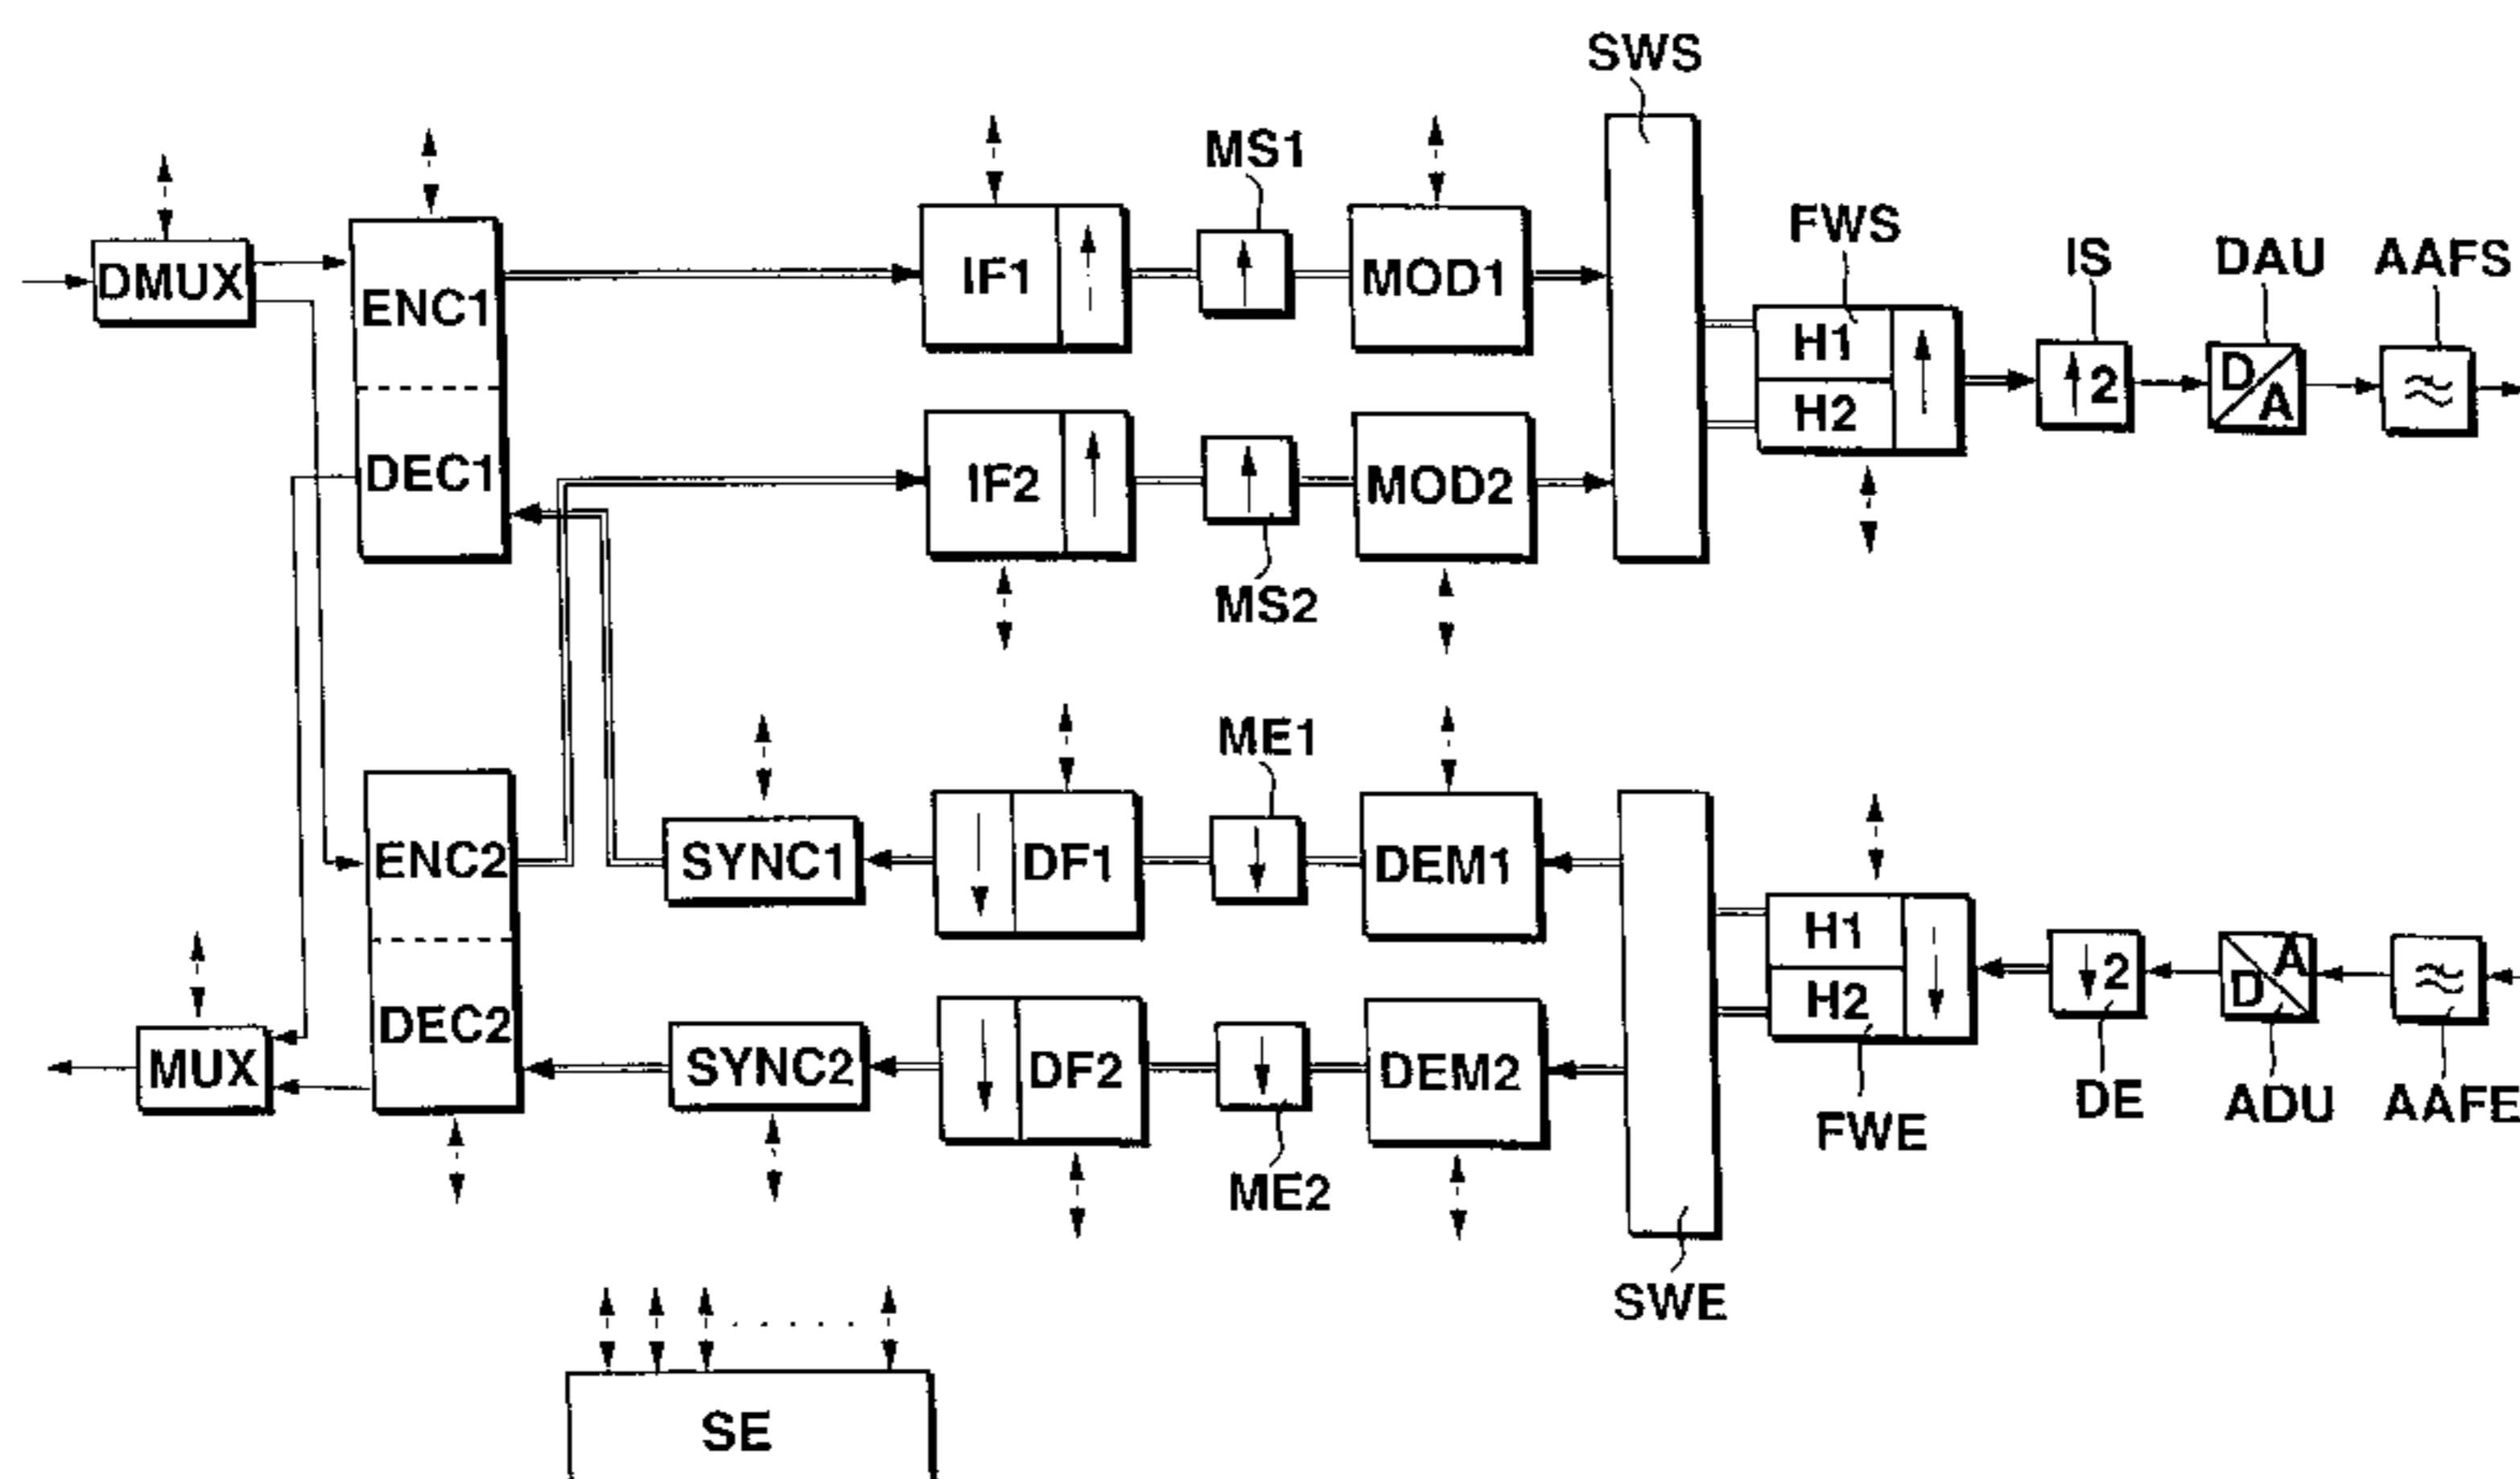 SWS
MS1
FWS
IS
DAU
AAFS
DMUX
ENC1
IF1
MOD1
H1
H2
2
D
A
DEC1
IF2
MOD2
MS2
ME1
ENC2
SYNC1
DF1
DEM1
H1
H2
2
A
D
DEC2
MUX
SYNC2
DF2
DEM2
DE
ADU
AAFE
FWE
ME2
SWE
SE